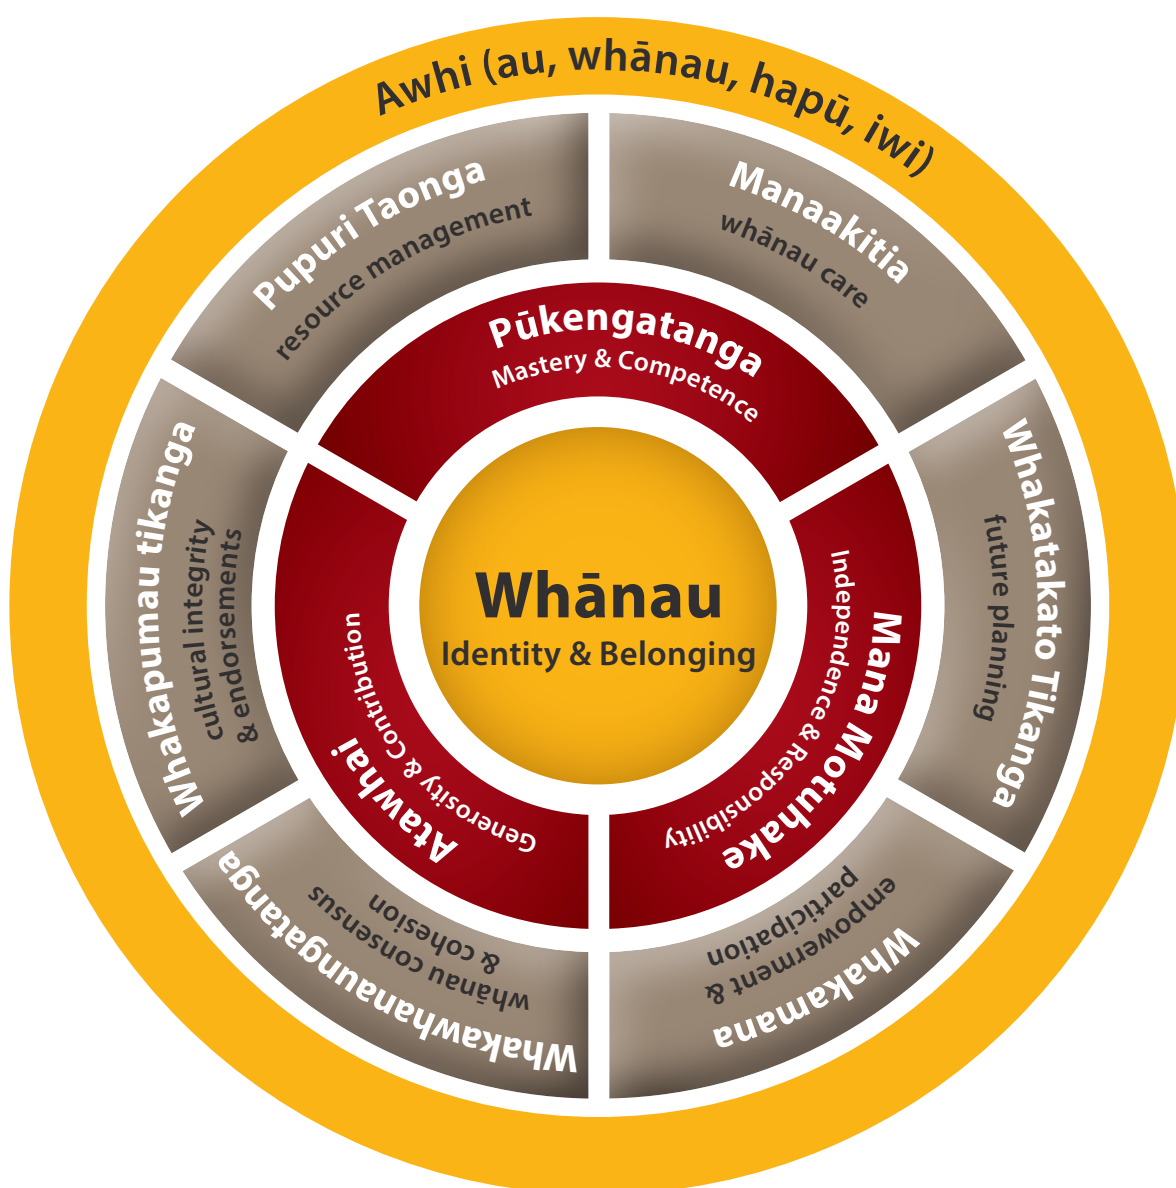 Awhi (au, whānau, hapū, iwi)
Manaakitia
whānau care
Whakatakato Tikanga
future planning
Whakamana
empowerment &
participation
Whakawhanaungatanga
whānau consensus
& cohesion
Whakapumau tikanga
cultural integrity
& endorsements
Pupuri Taonga
resource management
Pūkengatanga
Mastery & Competence
Mana Motuhake
Independence & Responsibility
Atawhai
Generosity & Contribution
Whānau
Identity & Belonging